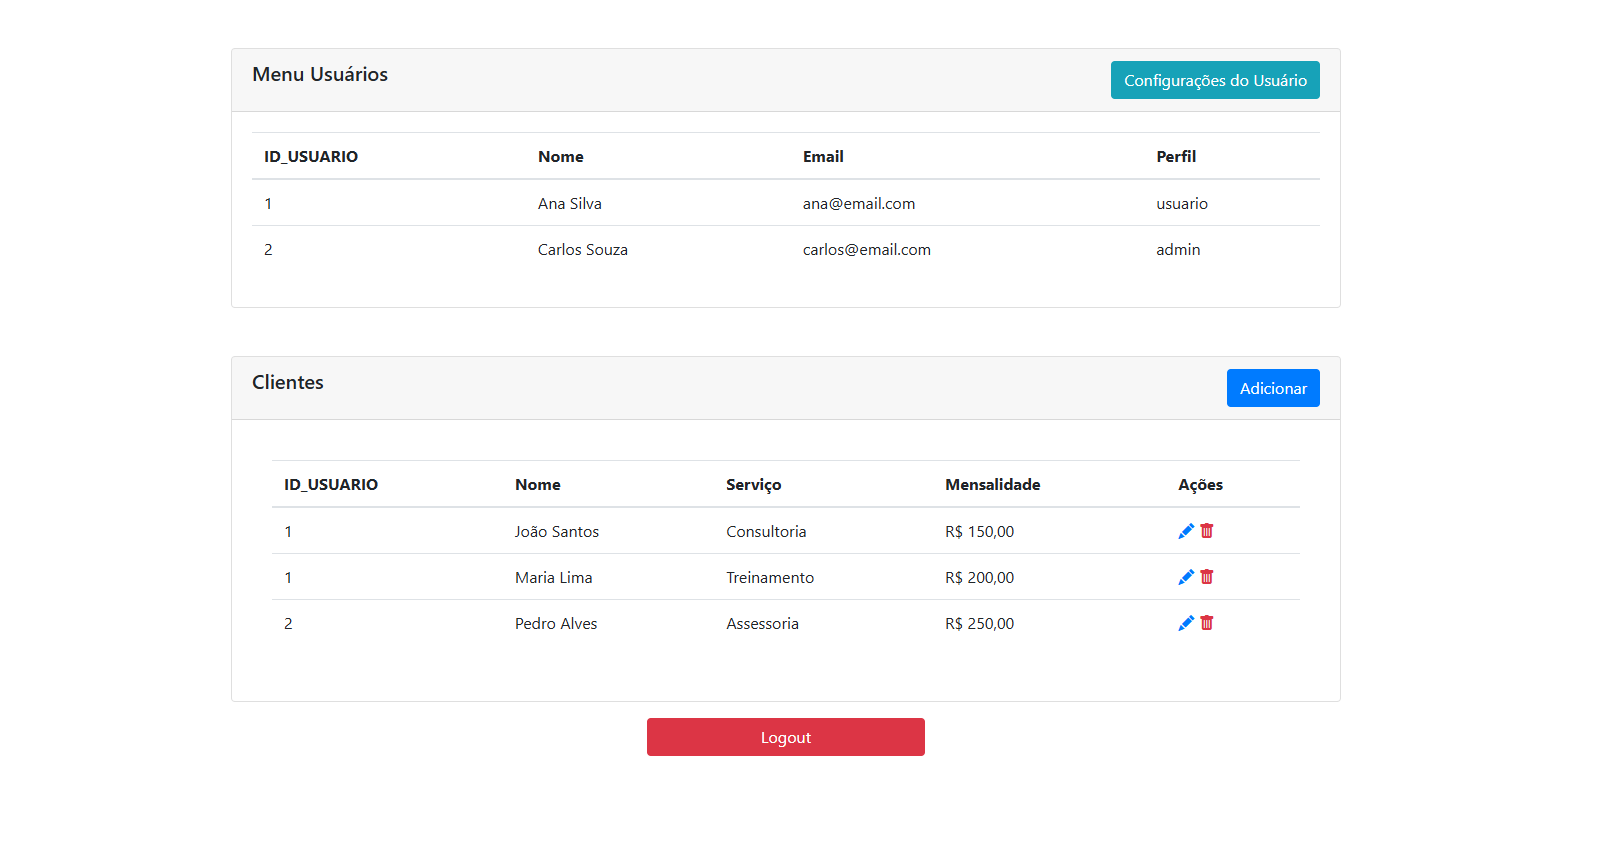 Menu Usuários
Configurações do Usuário
ID_USUARIO Nome Email Perfil
1 Ana Silva ana@email.com usuario
2 Carlos Souza carlos@email.com admin
Clientes
Adicionar
ID_USUARIO Nome Serviço Mensalidade Ações
1 João Santos Consultoria R$ 150,00
1 Maria Lima Treinamento R$ 200,00
2 Pedro Alves Assessoria R$ 250,00
Logout